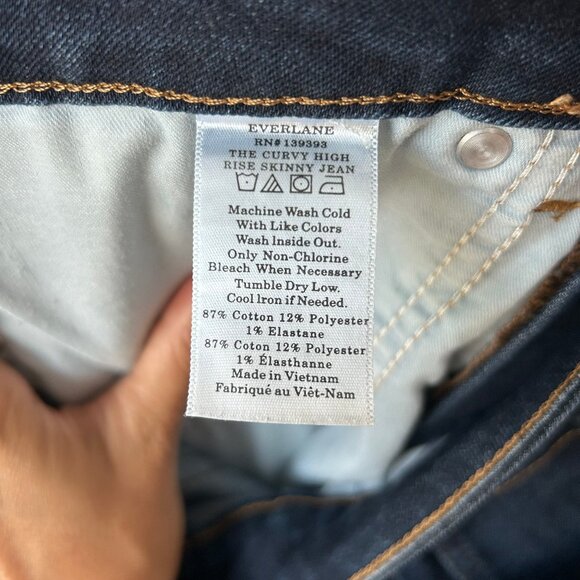 EVERLANE
RN# 139393
THE CURVY HIGH
RISE SKINNY JEAN
Machine Wash Cold
With Like Colors
Wash Inside Out.
Only Non-Chlorine
Bleach When Necessary
Tumble Dry Low.
Cool lron if Needed.
87% Cotton 12% Polyester
1% Elastane
87% Coton 12% Polyester
1% Élasthanne
Made in Vietnam
Fabriqué au Viêt-Nam